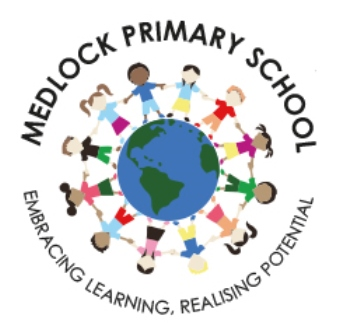 MEDLOCK PRIMARY SCHOOL
EMBRACING LEARNING, REALISING POTENTIAL